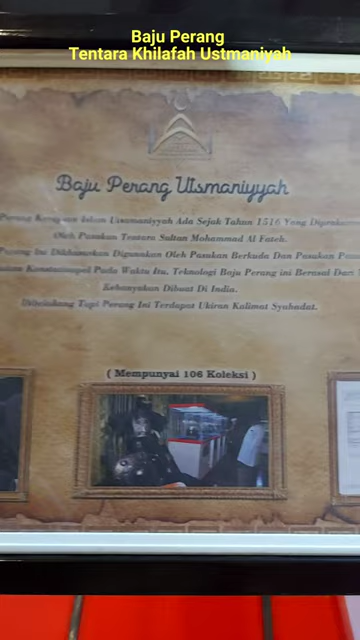 Baju Perang
Tentara Khilafah Ustmaniyah
Baju Perang Utsmaniyyah
Perang Kerajaan Islam Utsmaniyyah Ada Sejak Tahun 1516 Yang
Oleh Pasukan Tentara Sultan Mohammad Al Fateh.
Perang Ini Dikhususkan Digunakan Oleh Pasukan Berkuda Dan Pasukan
Konstantinopel Pada Waktu Itu. Teknologi Baju Perang ini Berasal Dari
Kebanyakan Dibuat Di India.
Dibelakang Topi Perang Ini Terdapat Ukiran Kalimat Syahadat.
( Mempunyai 106 Koleksi )